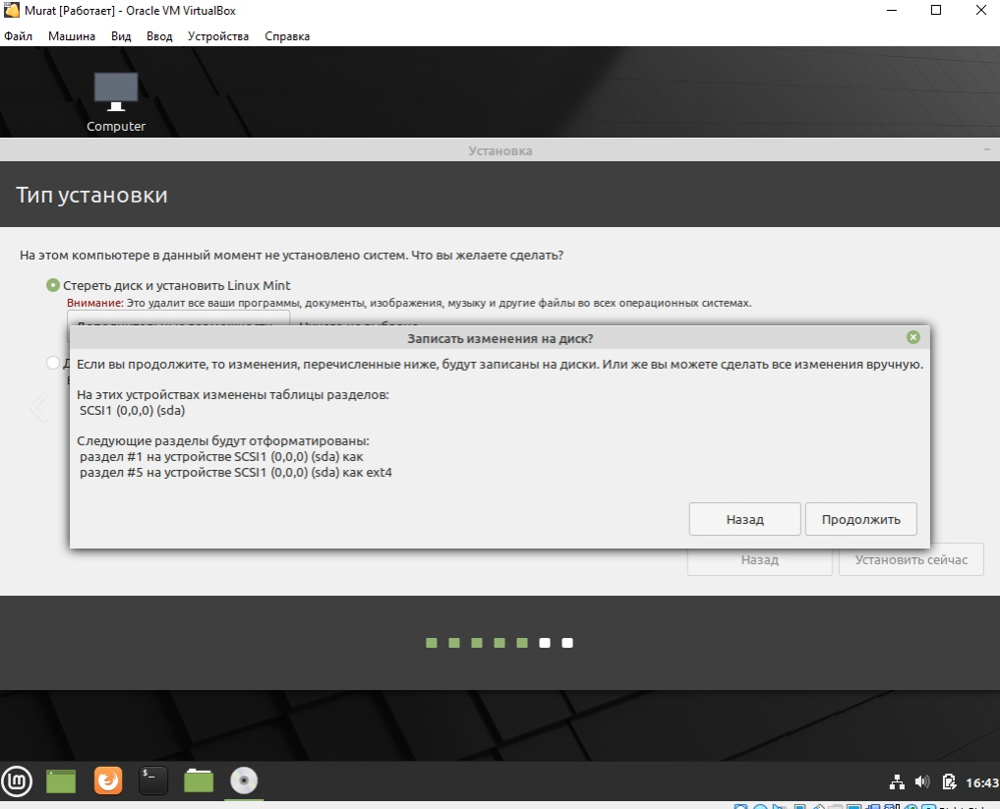 Murat [Работает] - Oracle VM VirtualBox
Файл Машина Вид Ввод Устройства Справка
Computer
Установка
Тип установки
На этом компьютере в данный момент не установлено систем. Что вы желаете сделать?
Стереть диск и установить Linux Mint
Внимание: Это удалит все ваши программы, документы, изображения, музыку и другие файлы во всех операционных системах.
Записать изменения на диск?
Если вы продолжите, то изменения, перечисленные ниже, будут записаны на диски. Или же вы можете сделать все изменения вручную.
На этих устройствах изменены таблицы разделов:
SCSI1 (0,0,0) (sda)
Следующие разделы будут отформатированы:
раздел #1 на устройстве SCSI1 (0,0,0) (sda) как
раздел #5 на устройстве SCSI1 (0,0,0) (sda) как ext4
Назад Продолжить
Назад Установить сейчас
16:43